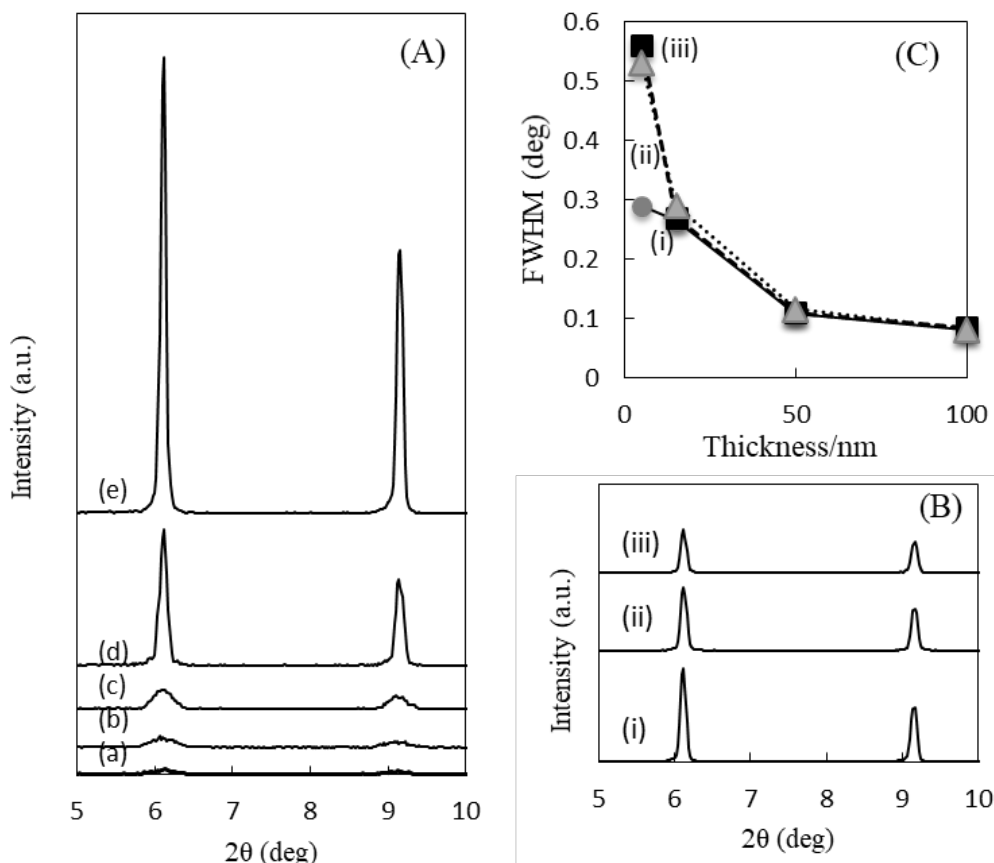 (A)
Intensity (a.u.)
(e)
(d)
(c)
(b)
(a)
5 6 7 8 9 10
2θ (deg)
(C)
0.6
0.5
0.4
0.3
0.2
0.1
0
FWHM (deg)
(iii)
(ii)
(i)
0 50 100
Thickness/nm
(B)
Intensity (a.u.)
(iii)
(ii)
(i)
5 6 7 8 9 10
2θ (deg)